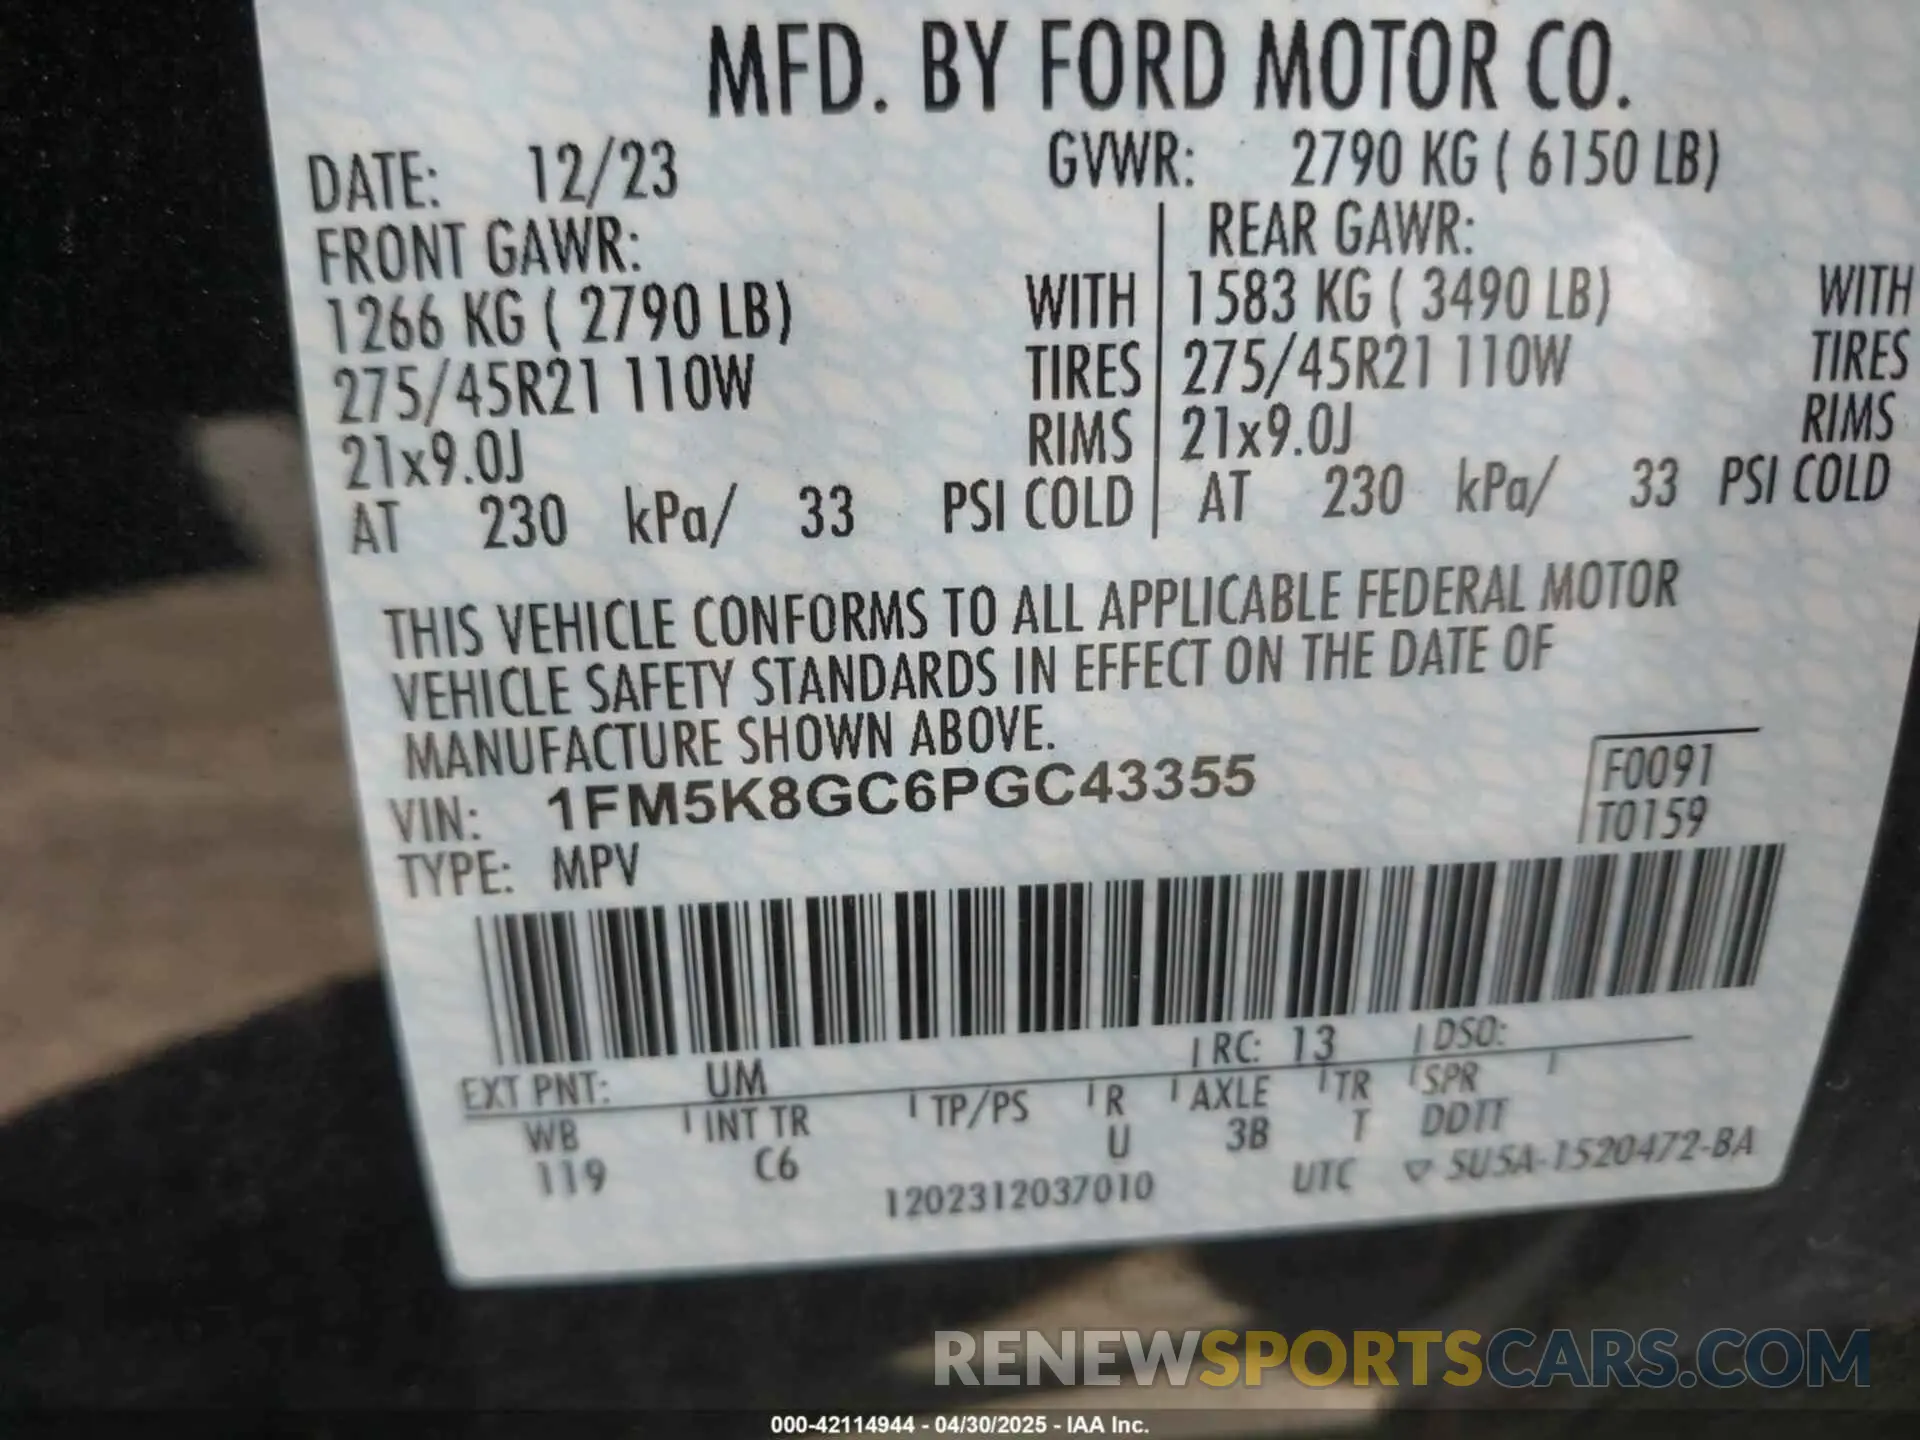 MFD. BY FORD MOTOR CO.
DATE: 12/23 GVWR: 2790 KG ( 6150 LB)
FRONT GAWR: REAR GAWR:
1266 KG ( 2790 LB) WITH 1583 KG ( 3490 LB) WITH
275/45R21 110W TIRES 275/45R21 110W TIRES
21x9.0J RIMS 21x9.0J RIMS
AT 230 kPa/ 33 PSI COLD AT 230 kPa/ 33 PSI COLD
THIS VEHICLE CONFORMS TO ALL APPLICABLE FEDERAL MOTOR
VEHICLE SAFETY STANDARDS IN EFFECT ON THE DATE OF
MANUFACTURE SHOWN ABOVE.
VIN: 1FM5K8GC6PGC43355 F0091
TYPE: MPV T0159
EXT PNT: UM RC: 13 DSO:
WB INT TR TP/PS R AXLE TR SPR
119 C6 U 3B T DDTT
1202312037010 UTC ▽ SU5A-1520472-BA
RENEWSPORTSCARS.COM
000-42114944 - 04/30/2025 - IAA Inc.